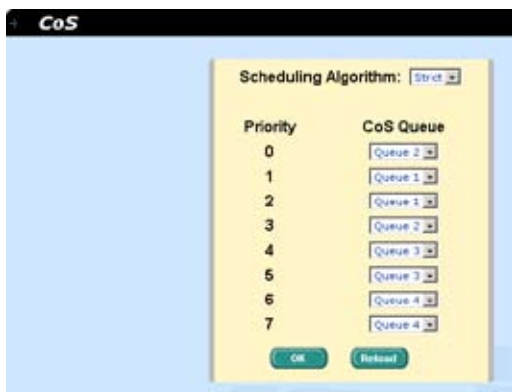 CoS
Scheduling Algorithm: Strict
Priority CoS Queue
0 Queue 2
1 Queue 1
2 Queue 1
3 Queue 2
4 Queue 3
5 Queue 3
6 Queue 4
7 Queue 4
OK Reload